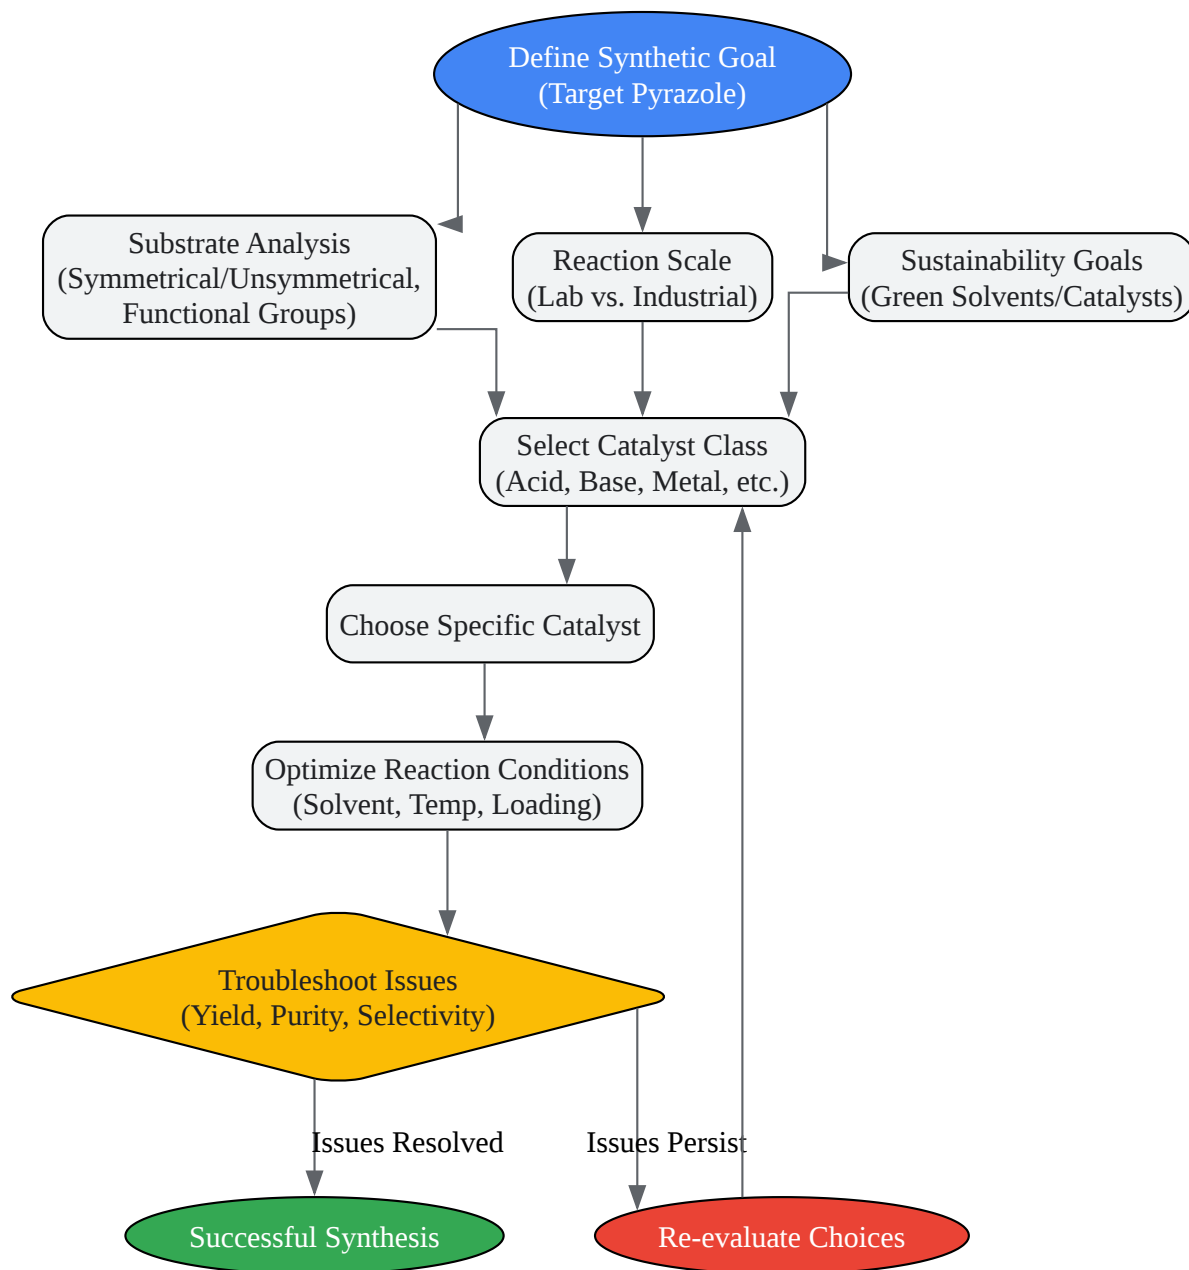 Define Synthetic Goal
(Target Pyrazole)
Substrate Analysis
(Symmetrical/Unsymmetrical,
Functional Groups)
Reaction Scale
(Lab vs. Industrial)
Sustainability Goals
(Green Solvents/Catalysts)
Select Catalyst Class
(Acid, Base, Metal, etc.)
Choose Specific Catalyst
Optimize Reaction Conditions
(Solvent, Temp, Loading)
Troubleshoot Issues
(Yield, Purity, Selectivity)
Issues Resolved
Issues Persist
Successful Synthesis
Re-evaluate Choices